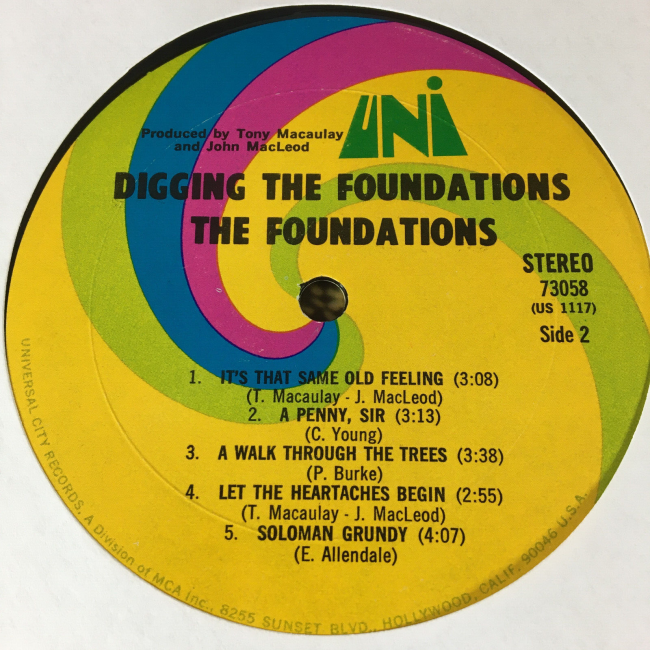 UNI
Produced by Tony Macaulay
and John MacLeod
DIGGING THE FOUNDATIONS
THE FOUNDATIONS
STEREO
73058
(US 1117)
Side 2
1. IT'S THAT SAME OLD FEELING (3:08)
(T. Macaulay - J. MacLeod)
2. A PENNY, SIR (3:13)
(C. Young)
3. A WALK THROUGH THE TREES (3:38)
(P. Burke)
4. LET THE HEARTACHES BEGIN (2:55)
(T. Macaulay - J. MacLeod)
5. SOLOMAN GRUNDY (4:07)
(E. Allendale)
UNIVERSAL CITY RECORDS, A Division of MCA Inc., 8255 SUNSET BLVD., HOLLYWOOD, CALIF. 90046 U.S.A.